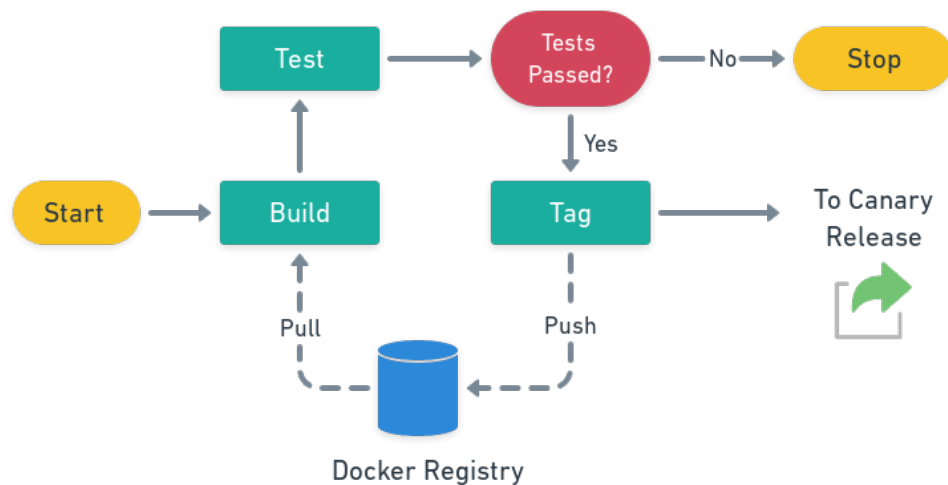 Test
Tests
Passed?
No
Stop
Yes
Start
Build
Tag
To Canary
Release
Pull
Push
Docker Registry